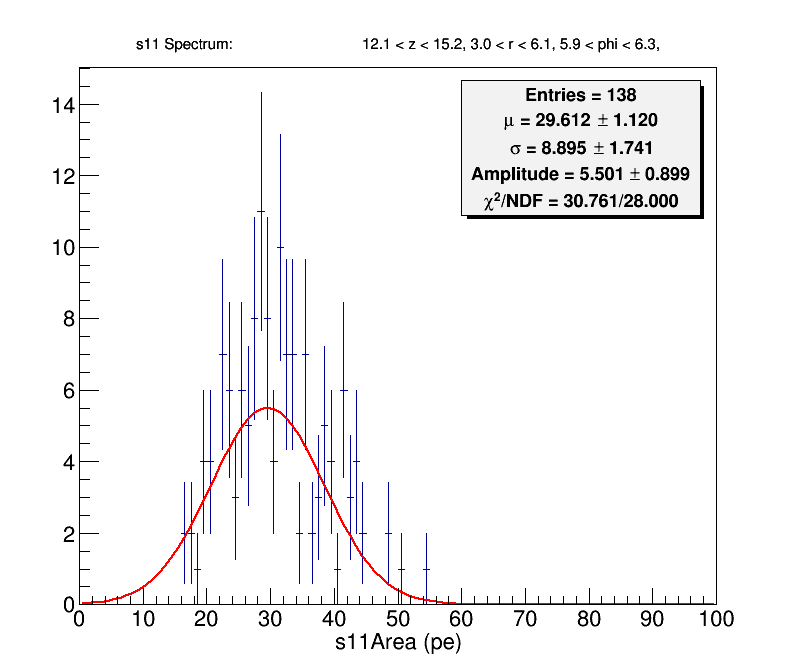 s11 Spectrum: 12.1 < z < 15.2, 3.0 < r < 6.1, 5.9 < phi < 6.3,
Entries = 138
μ = 29.612 ± 1.120
σ = 8.895 ± 1.741
Amplitude = 5.501 ± 0.899
χ²/NDF = 30.761/28.000
14
12
10
8
6
4
2
0
0 10 20 30 40 50 60 70 80 90 100
s11Area (pe)